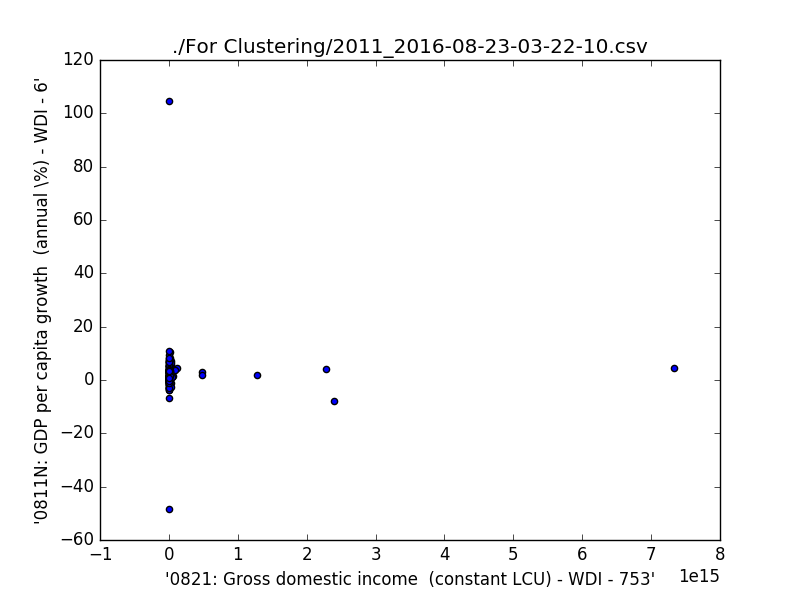 ./For Clustering/2011_2016-08-23-03-22-10.csv
120
100
80
60
40
20
0
−20
−40
−60
'0811N: GDP per capita growth  (annual \%) - WDI - 6'
−1 0 1 2 3 4 5 6 7 8
1e15
'0821: Gross domestic income  (constant LCU) - WDI - 753'